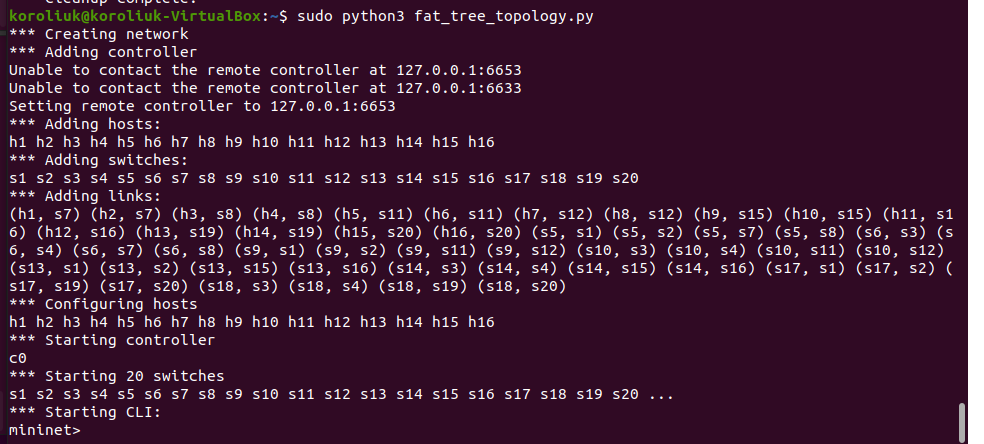 Cleanup complete.
koroliuk@koroliuk-VirtualBox:~$ sudo python3 fat_tree_topology.py
*** Creating network
*** Adding controller
Unable to contact the remote controller at 127.0.0.1:6653
Unable to contact the remote controller at 127.0.0.1:6633
Setting remote controller to 127.0.0.1:6653
*** Adding hosts:
h1 h2 h3 h4 h5 h6 h7 h8 h9 h10 h11 h12 h13 h14 h15 h16
*** Adding switches:
s1 s2 s3 s4 s5 s6 s7 s8 s9 s10 s11 s12 s13 s14 s15 s16 s17 s18 s19 s20
*** Adding links:
(h1, s7) (h2, s7) (h3, s8) (h4, s8) (h5, s11) (h6, s11) (h7, s12) (h8, s12) (h9, s15) (h10, s15) (h11, s1
6) (h12, s16) (h13, s19) (h14, s19) (h15, s20) (h16, s20) (s5, s1) (s5, s2) (s5, s7) (s5, s8) (s6, s3) (s
6, s4) (s6, s7) (s6, s8) (s9, s1) (s9, s2) (s9, s11) (s9, s12) (s10, s3) (s10, s4) (s10, s11) (s10, s12)
(s13, s1) (s13, s2) (s13, s15) (s13, s16) (s14, s3) (s14, s4) (s14, s15) (s14, s16) (s17, s1) (s17, s2) (
s17, s19) (s17, s20) (s18, s3) (s18, s4) (s18, s19) (s18, s20)
*** Configuring hosts
h1 h2 h3 h4 h5 h6 h7 h8 h9 h10 h11 h12 h13 h14 h15 h16
*** Starting controller
c0
*** Starting 20 switches
s1 s2 s3 s4 s5 s6 s7 s8 s9 s10 s11 s12 s13 s14 s15 s16 s17 s18 s19 s20 ...
*** Starting CLI:
mininet>